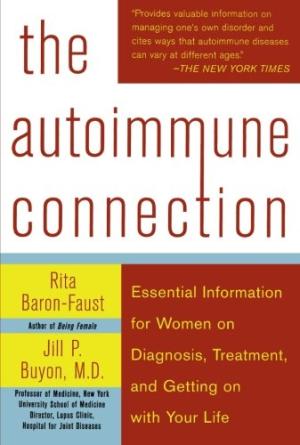 "Provides valuable information on
managing one's own disorder and
cites ways that autoimmune diseases
can vary at different ages."
–THE NEW YORK TIMES
the
autoimmune
connection
Rita
Baron-Faust
Author of Being Female
Jill P.
Buyon, M.D.
Professor of Medicine, New York
University School of Medicine
Director, Lupus Clinic,
Hospital for Joint Diseases
Essential Information
for Women on
Diagnosis, Treatment,
and Getting on
with Your Life